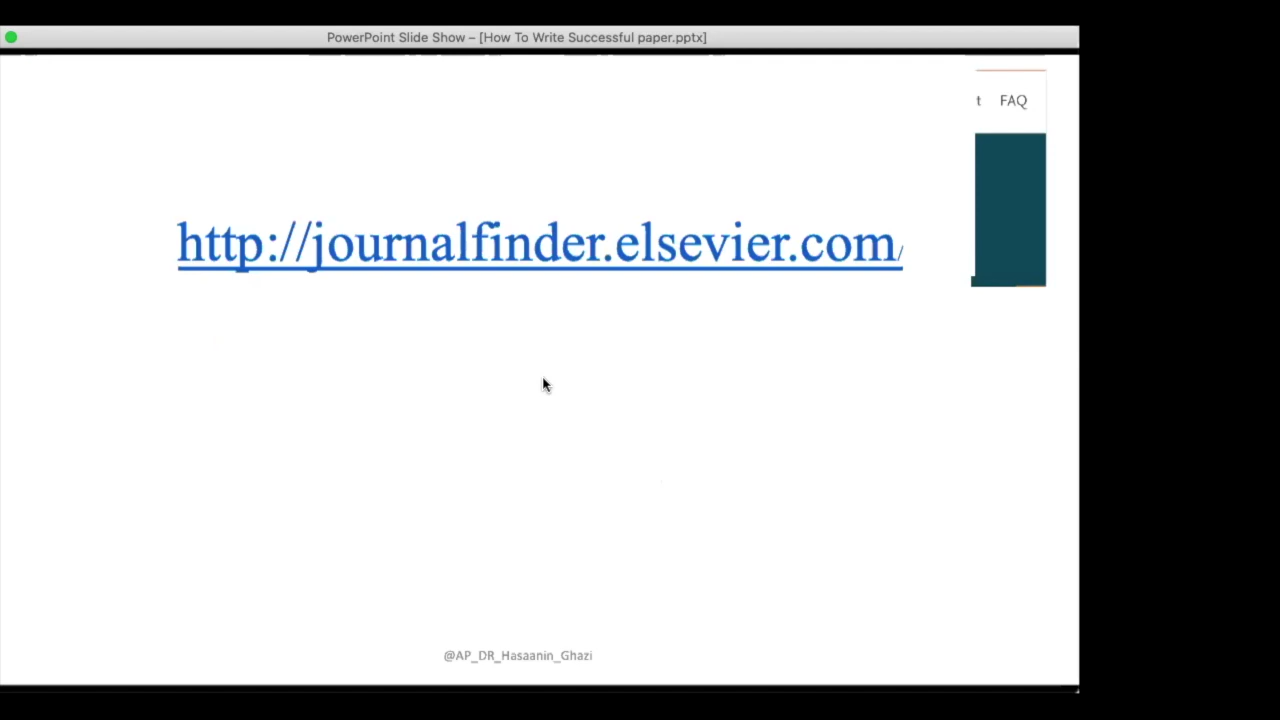 PowerPoint Slide Show – [How To Write Successful paper.pptx]
t FAQ
http://journalfinder.elsevier.com/
@AP_DR_Hasaanin_Ghazi